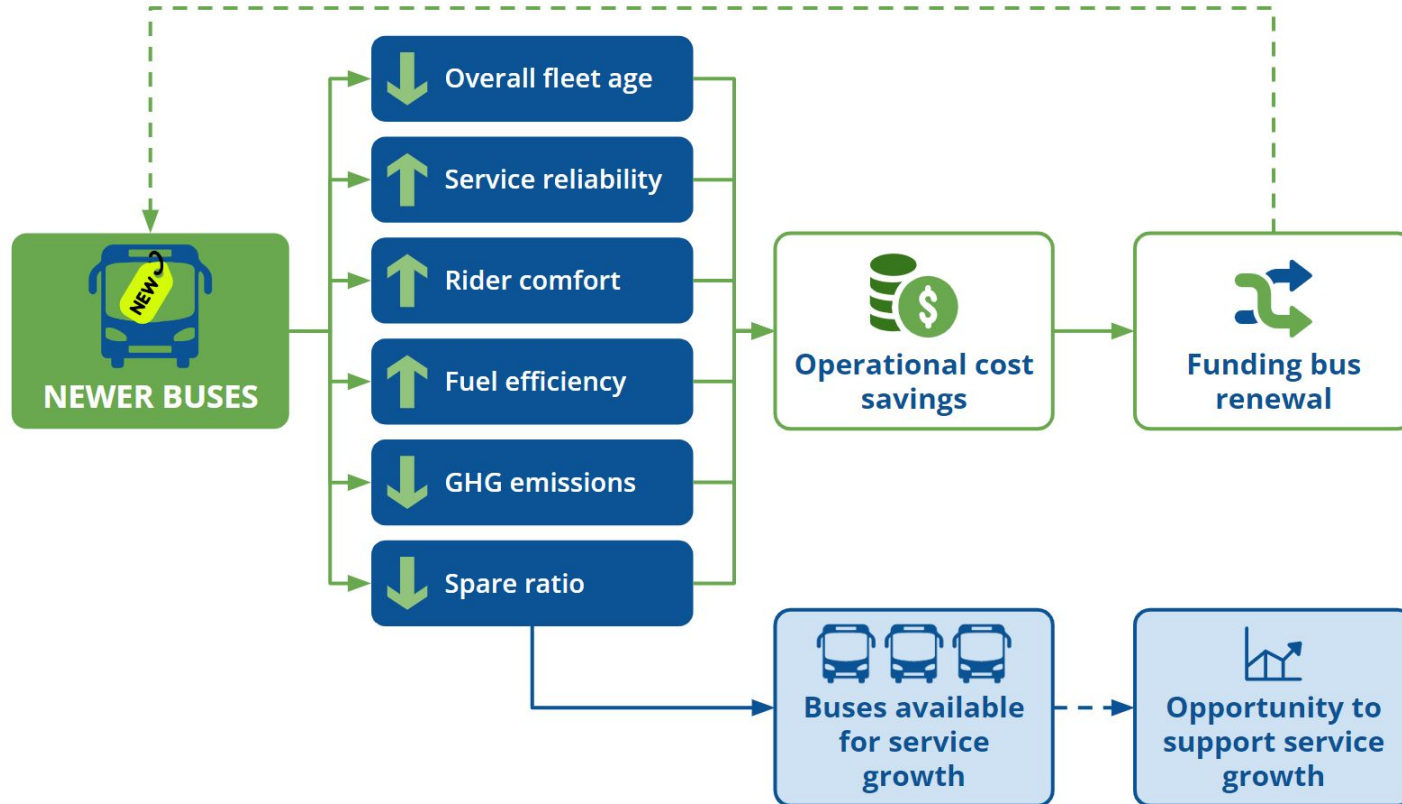 NEW
NEWER BUSES
Overall fleet age
Service reliability
Rider comfort
Fuel efficiency
GHG emissions
Spare ratio
$
Operational cost
savings
Funding bus
renewal
Buses available
for service
growth
Opportunity to
support service
growth